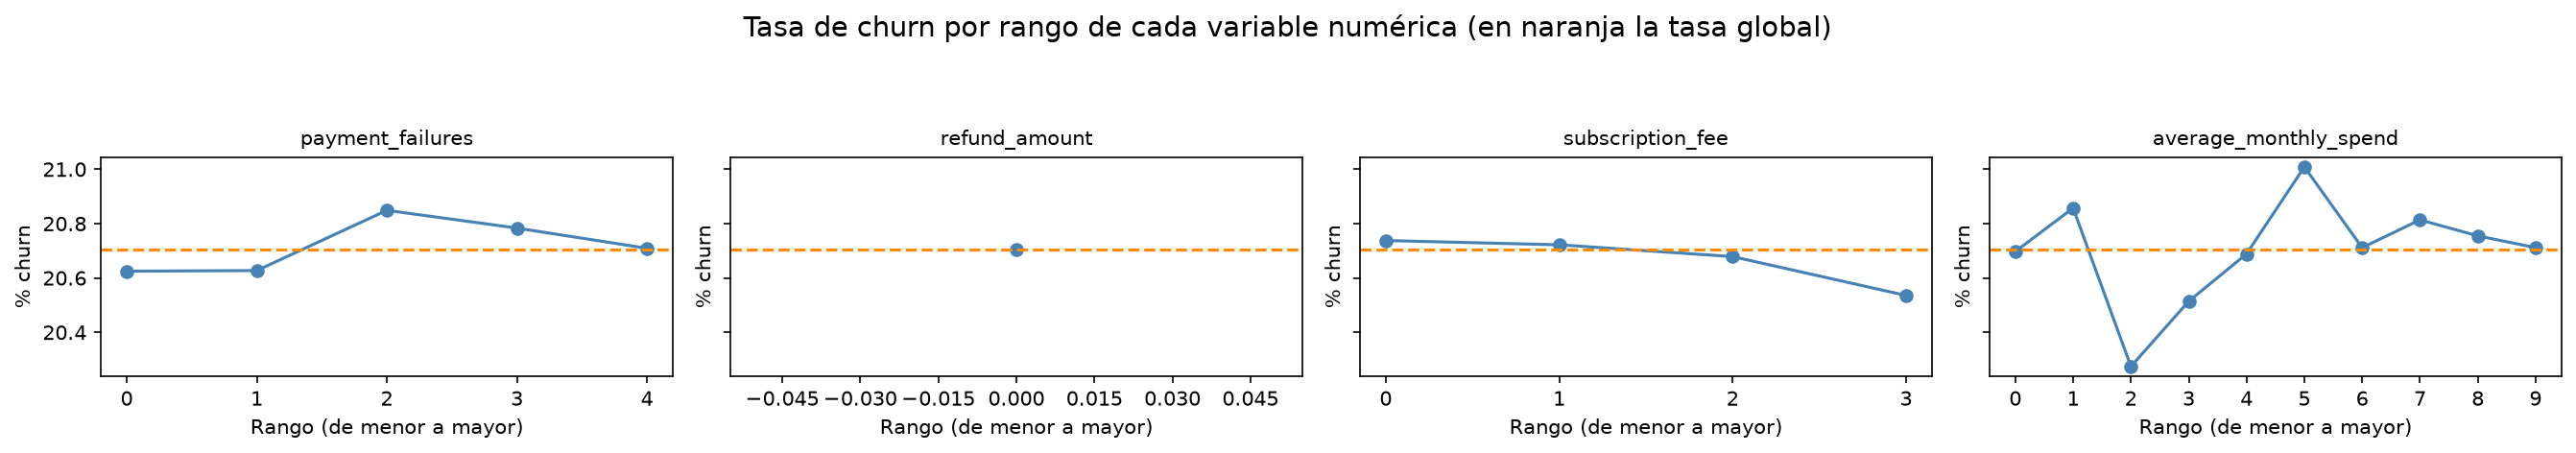 Tasa de churn por rango de cada variable numérica (en naranja la tasa global)
payment_failures
% churn
21.0
20.8
20.6
20.4
0 1 2 3 4
Rango (de menor a mayor)
refund_amount
% churn
−0.045 −0.030 −0.015 0.000 0.015 0.030 0.045
Rango (de menor a mayor)
subscription_fee
% churn
0 1 2 3
Rango (de menor a mayor)
average_monthly_spend
% churn
0 1 2 3 4 5 6 7 8 9
Rango (de menor a mayor)